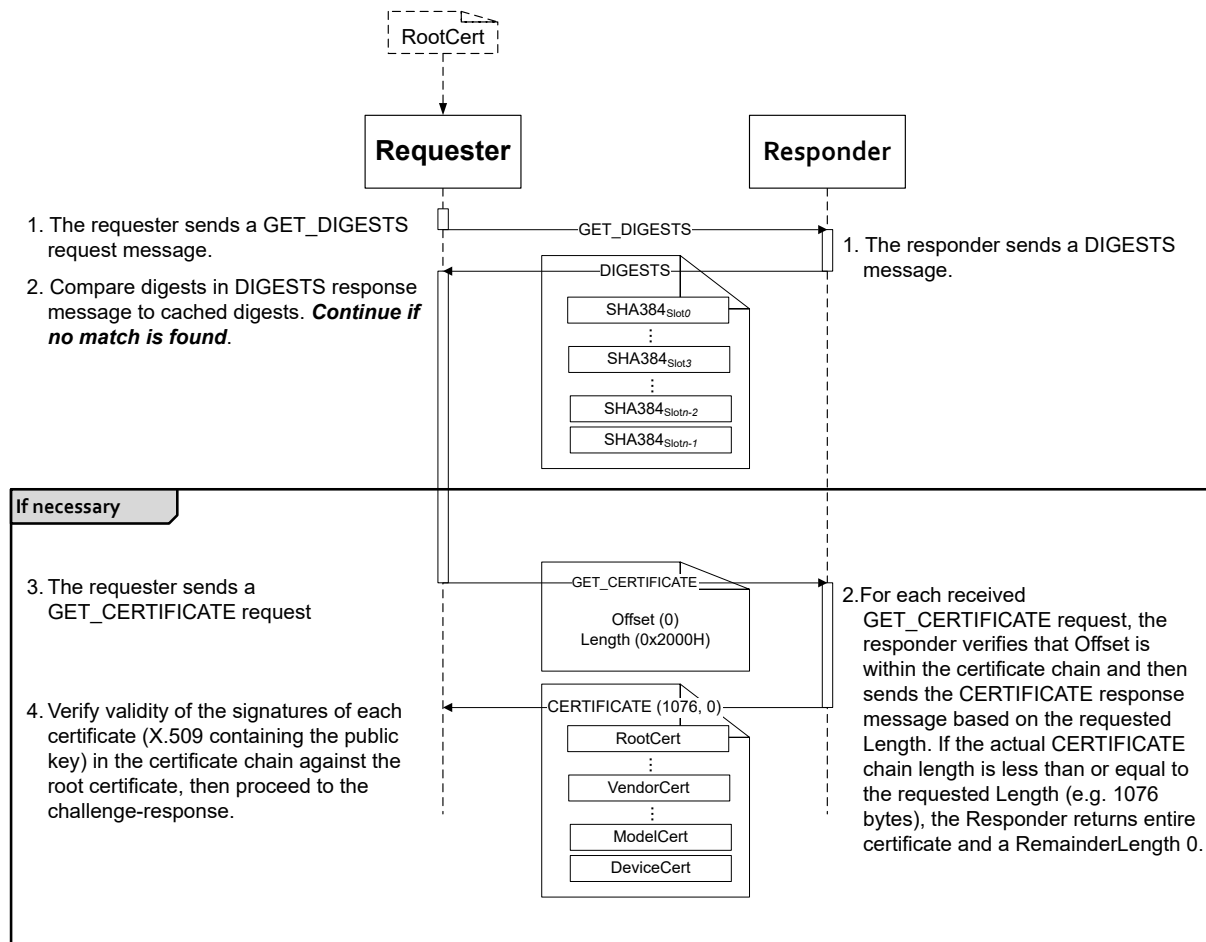 RootCert
Requester
Responder
1. The requester sends a GET_DIGESTS
request message.
2. Compare digests in DIGESTS response
message to cached digests. Continue if
no match is found.
GET_DIGESTS
1. The responder sends a DIGESTS
message.
DIGESTS
SHA384Slot0
⋮
SHA384Slot3
⋮
SHA384Slotn-2
SHA384Slotn-1
If necessary
3. The requester sends a
GET_CERTIFICATE request
GET_CERTIFICATE
Offset (0)
Length (0x2000H)
2.For each received
GET_CERTIFICATE request, the
responder verifies that Offset is
within the certificate chain and then
sends the CERTIFICATE response
message based on the requested
Length. If the actual CERTIFICATE
chain length is less than or equal to
the requested Length (e.g. 1076
bytes), the Responder returns entire
certificate and a RemainderLength 0.
4. Verify validity of the signatures of each
certificate (X.509 containing the public
key) in the certificate chain against the
root certificate, then proceed to the
challenge-response.
CERTIFICATE (1076, 0)
RootCert
⋮
VendorCert
⋮
ModelCert
DeviceCert